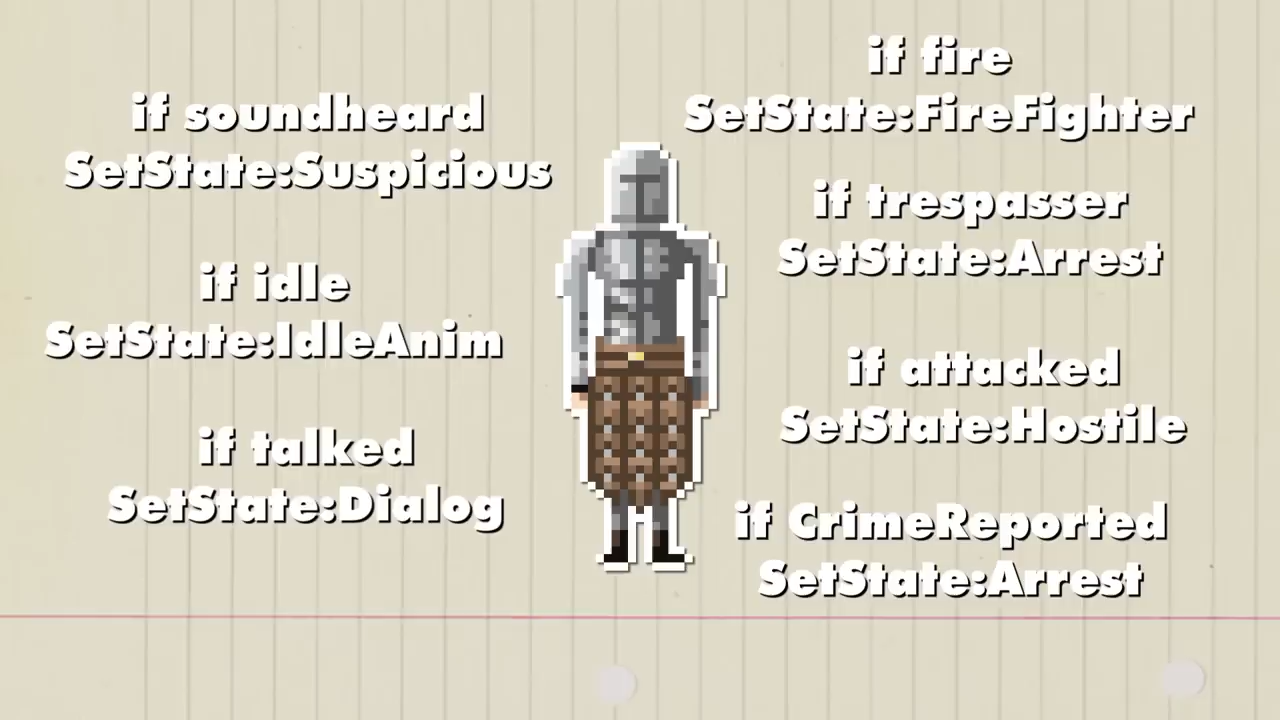 if soundheard
SetState:Suspicious
if idle
SetState:IdleAnim
if talked
SetState:Dialog
if fire
SetState:FireFighter
if trespasser
SetState:Arrest
if attacked
SetState:Hostile
if CrimeReported
SetState:Arrest